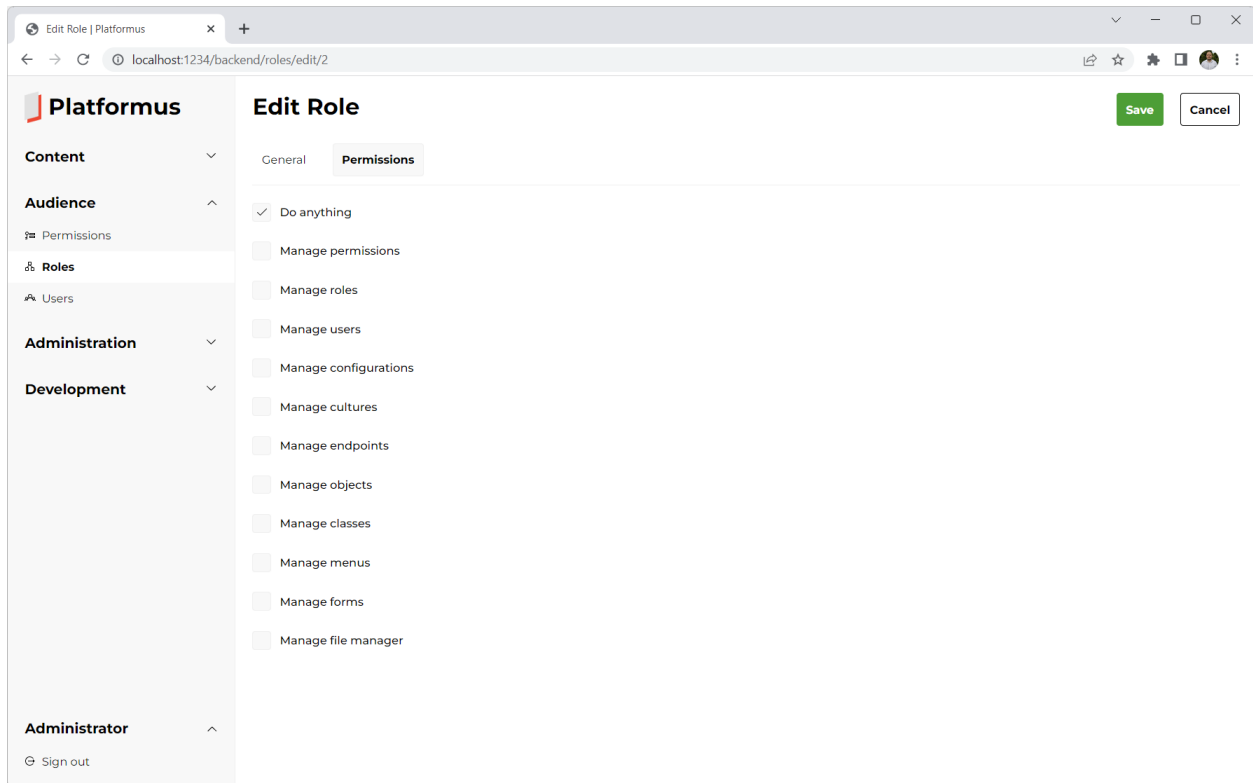 Edit Role | Platformus
localhost:1234/backend/roles/edit/2
Platformus
Content
Audience
Permissions
Roles
Users
Administration
Development
Administrator
Sign out
Edit Role
Save
Cancel
General
Permissions
Do anything
Manage permissions
Manage roles
Manage users
Manage configurations
Manage cultures
Manage endpoints
Manage objects
Manage classes
Manage menus
Manage forms
Manage file manager